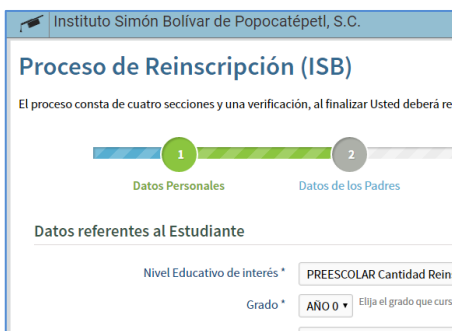 Instituto Simón Bolívar de Popocatépetl, S.C.
Proceso de Reinscripción (ISB)
El proceso consta de cuatro secciones y una verificación, al finalizar Usted deberá re
1 2
Datos Personales Datos de los Padres
Datos referentes al Estudiante
Nivel Educativo de interés * PREESCOLAR Cantidad Rein
Grado * AÑO 0 Elija el grado que curs